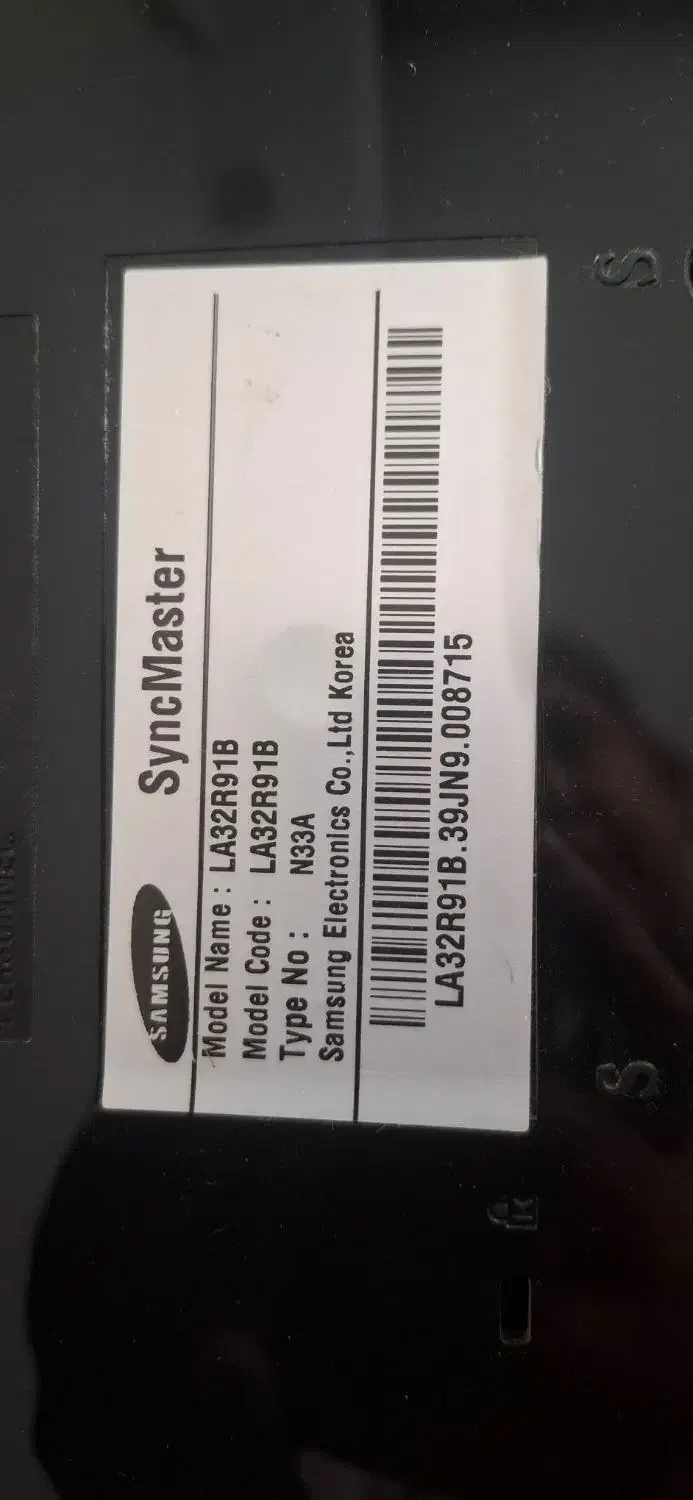 SAMSUNG SyncMaster
Model Name : LA32R91B
Model Code : LA32R91B
Type No : N33A
Samsung Electronics Co.,Ltd Korea
LA32R91B.39JN9.008715
S S
K